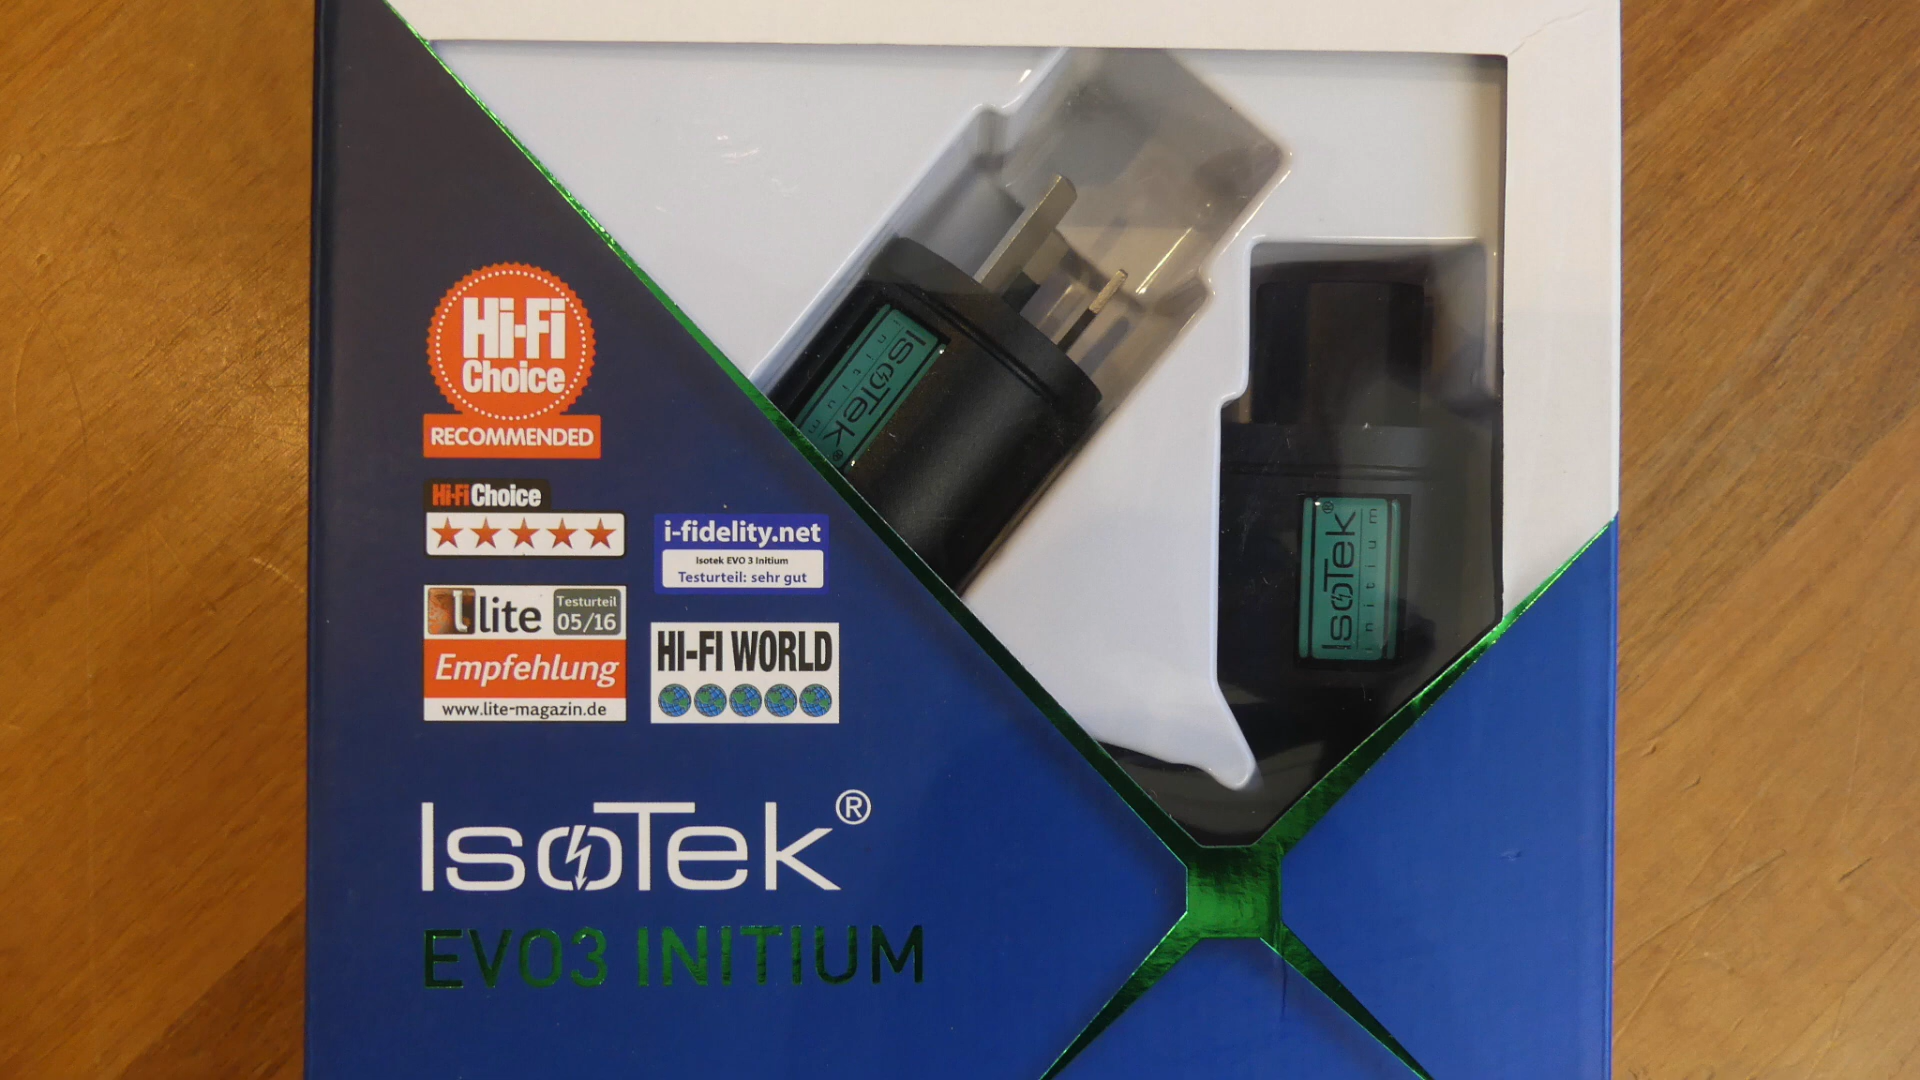 Hi-Fi
Choice
RECOMMENDED
Hi-Fi Choice
i-fidelity.net
Isotek EVO 3 Initium
Testurteil: sehr gut
lite
Testurteil
05/16
Empfehlung
www.lite-magazin.de
HI-FI WORLD
IsoTek®
EVO3 INITIUM
IsoTek®
initium
IsoTek®
initium